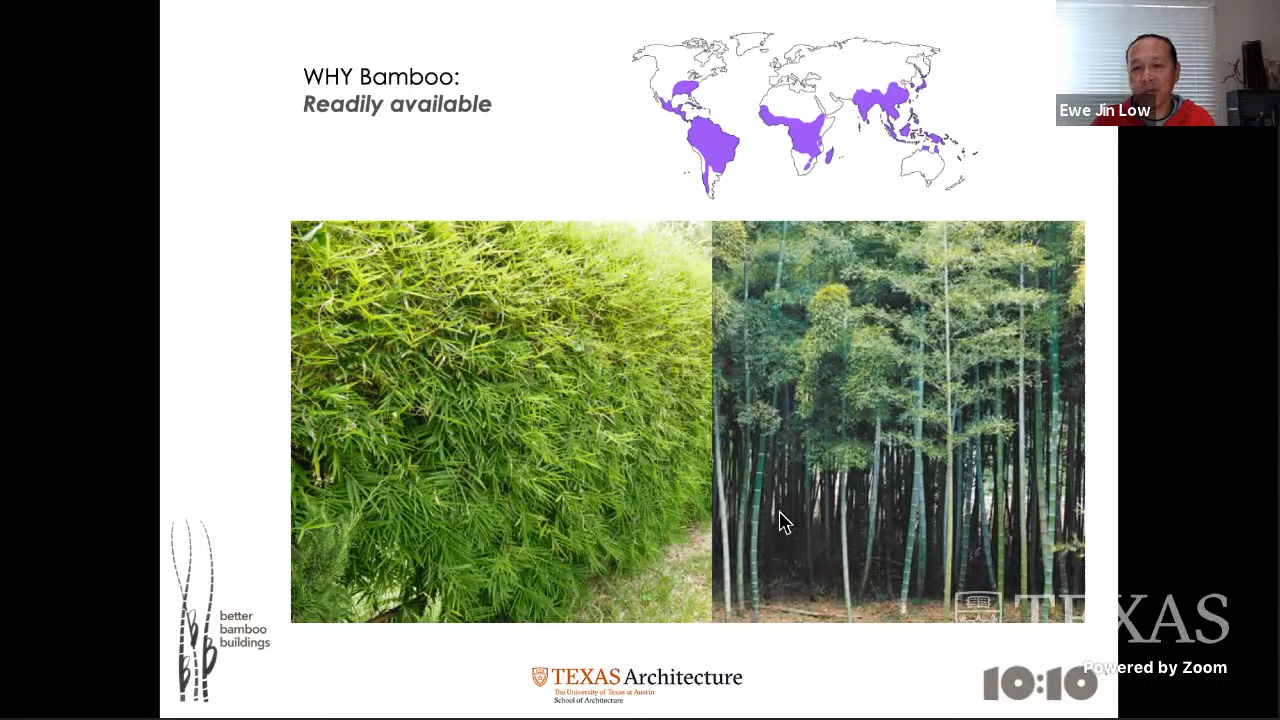 WHY Bamboo:
Readily available
Ewe Jin Low
better
bamboo
buildings
TEXAS Architecture
The University of Texas at Austin
School of Architecture
TEXAS
Powered by Zoom
10:10